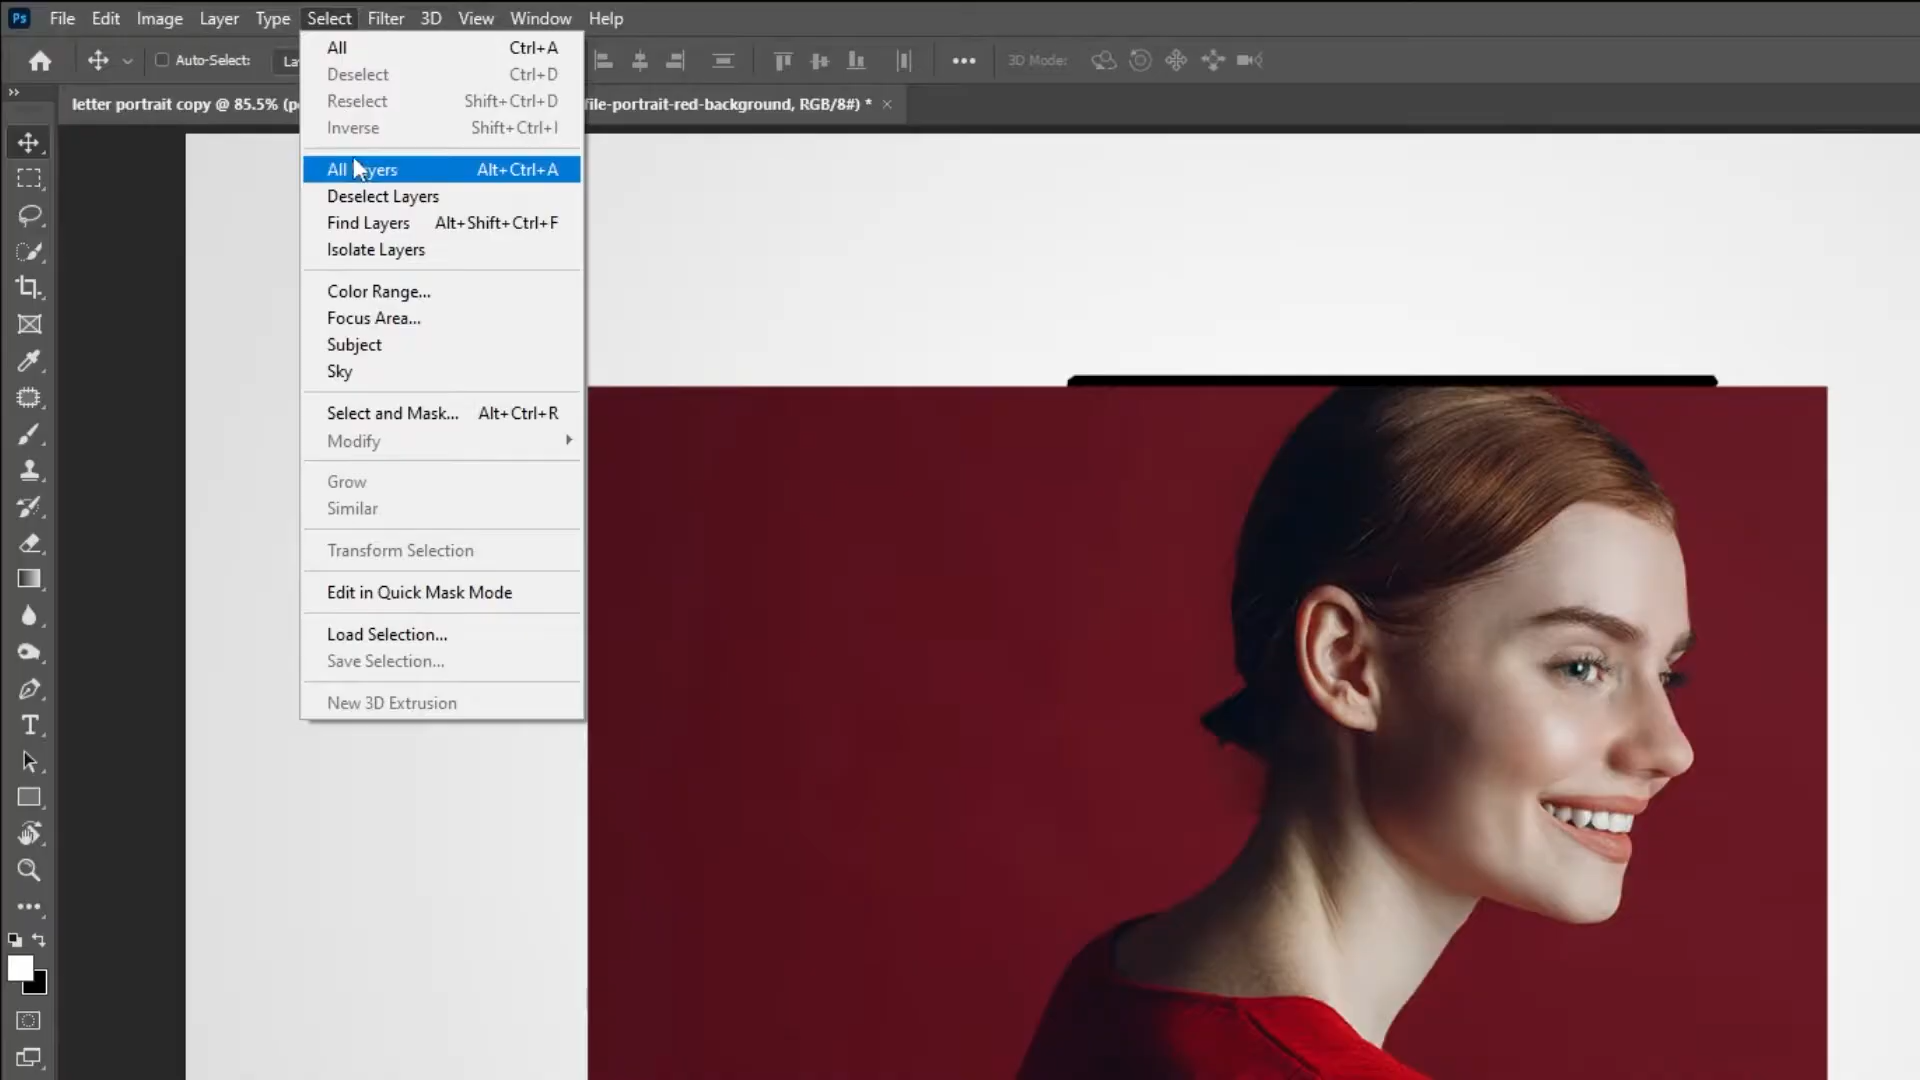 Ps File Edit Image Layer Type Select Filter 3D View Window Help
Auto-Select: 3D Mode:
letter portrait copy @ 85.5% file-portrait-red-background, RGB/8#) * ×
All Ctrl+A
Deselect Ctrl+D
Reselect Shift+Ctrl+D
Inverse Shift+Ctrl+I
All Layers Alt+Ctrl+A
Deselect Layers
Find Layers Alt+Shift+Ctrl+F
Isolate Layers
Color Range...
Focus Area...
Subject
Sky
Select and Mask... Alt+Ctrl+R
Modify
Grow
Similar
Transform Selection
Edit in Quick Mask Mode
Load Selection...
Save Selection...
New 3D Extrusion